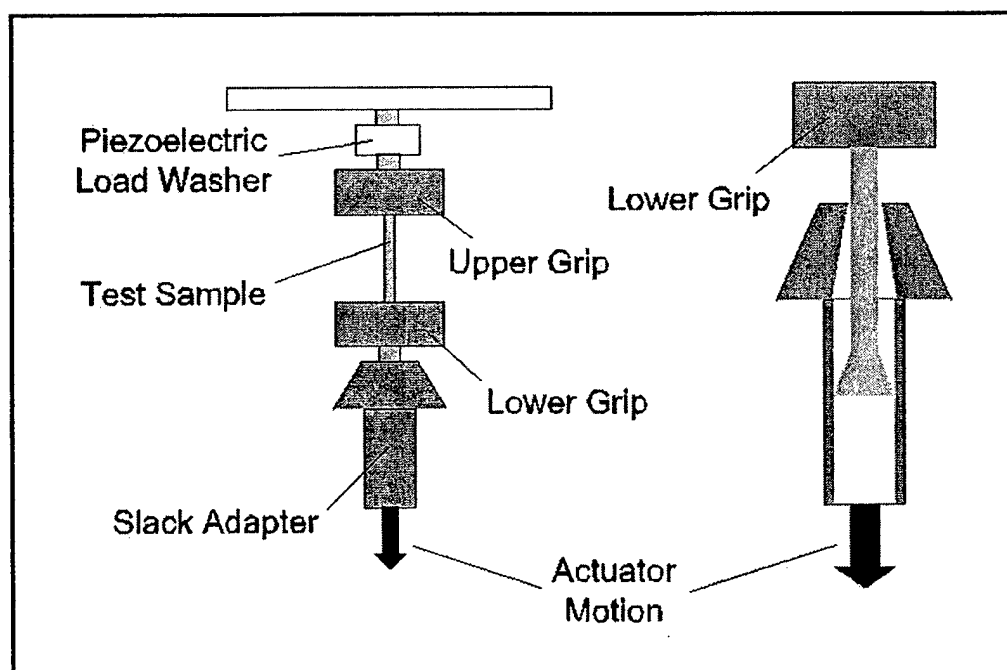 Piezoelectric
Load Washer
Upper Grip
Test Sample
Lower Grip
Slack Adapter
Lower Grip
Actuator
Motion